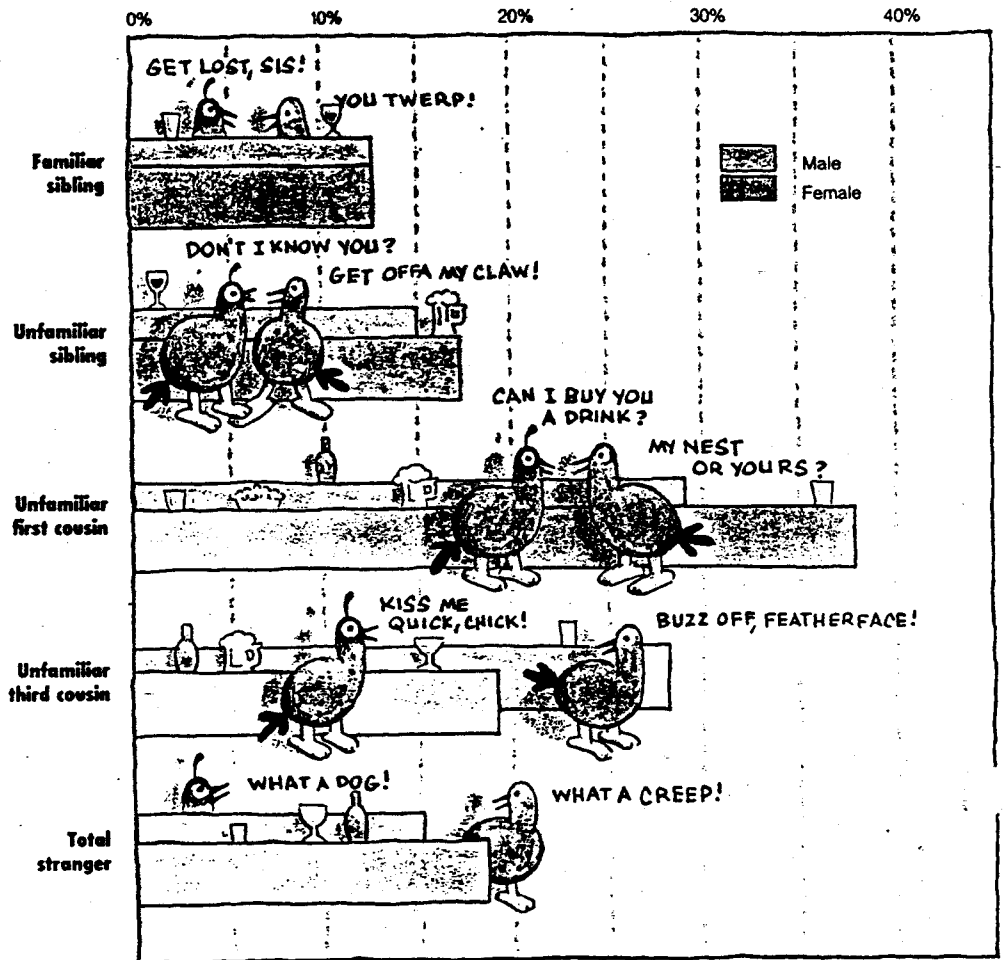 0% 10% 20% 30% 40%
GET LOST, SIS!
YOU TWERP!
Male
Female
Familiar
sibling
DON'T I KNOW YOU?
GET OFFA MY CLAW!
Unfamiliar
sibling
CAN I BUY YOU
A DRINK?
MY NEST
OR YOURS?
Unfamiliar
first cousin
KISS ME
QUICK, CHICK!
BUZZ OFF, FEATHERFACE!
Unfamiliar
third cousin
WHAT A DOG!
WHAT A CREEP!
Total
stranger